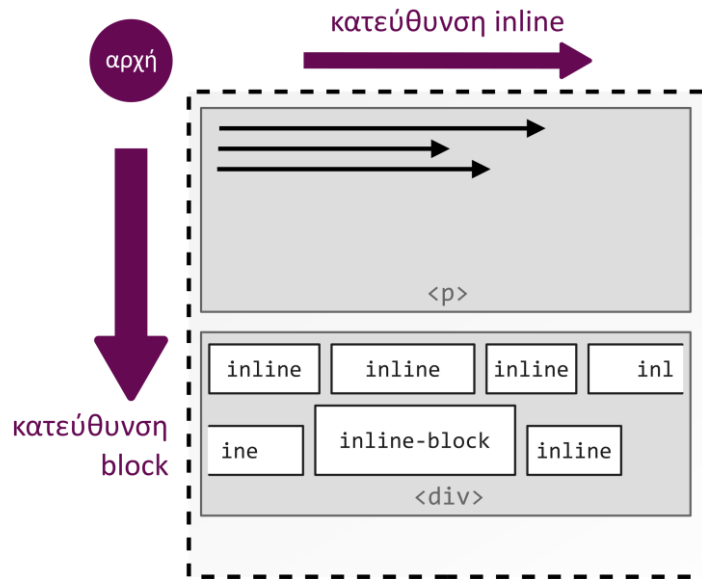 κατεύθυνση inline
αρχή
<p>
inline inline inline inl
ine inline-block inline
<div>
κατεύθυνση
block